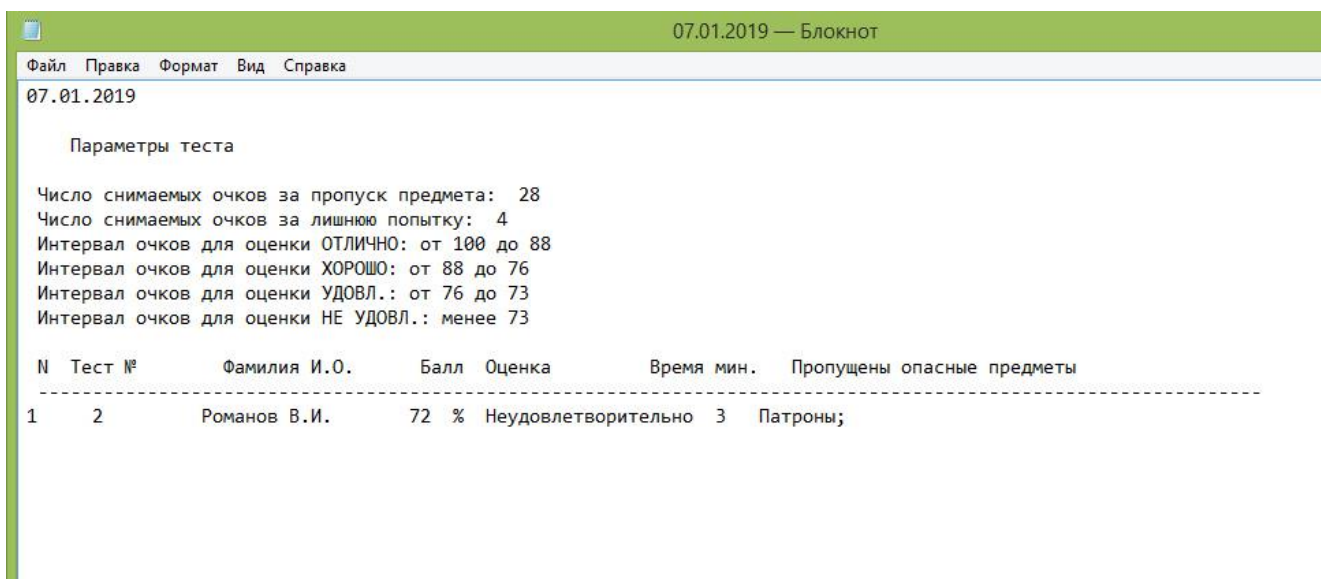 07.01.2019 — Блокнот
Файл Правка Формат Вид Справка
07.01.2019
Параметры теста
Число снимаемых очков за пропуск предмета: 28
Число снимаемых очков за лишнюю попытку: 4
Интервал очков для оценки ОТЛИЧНО: от 100 до 88
Интервал очков для оценки ХОРОШО: от 88 до 76
Интервал очков для оценки УДОВЛ.: от 76 до 73
Интервал очков для оценки НЕ УДОВЛ.: менее 73
N Тест № Фамилия И.О. Балл Оценка Время мин. Пропущены опасные предметы
1 2 Романов В.И. 72 % Неудовлетворительно 3 Патроны;